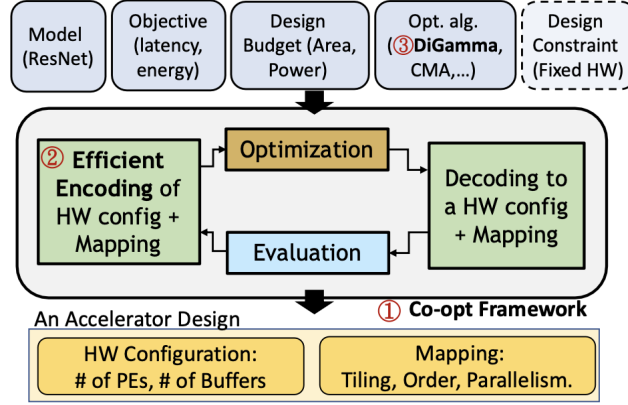 Model
(ResNet)
Objective
(latency,
energy)
Design
Budget (Area,
Power)
Opt. alg.
(③DiGamma,
CMA,...)
Design
Constraint
(Fixed HW)
② Efficient
Encoding of
HW config +
Mapping
Optimization
Evaluation
Decoding to
a HW config
+ Mapping
① Co-opt Framework
An Accelerator Design
HW Configuration:
# of PEs, # of Buffers
Mapping:
Tiling, Order, Parallelism.